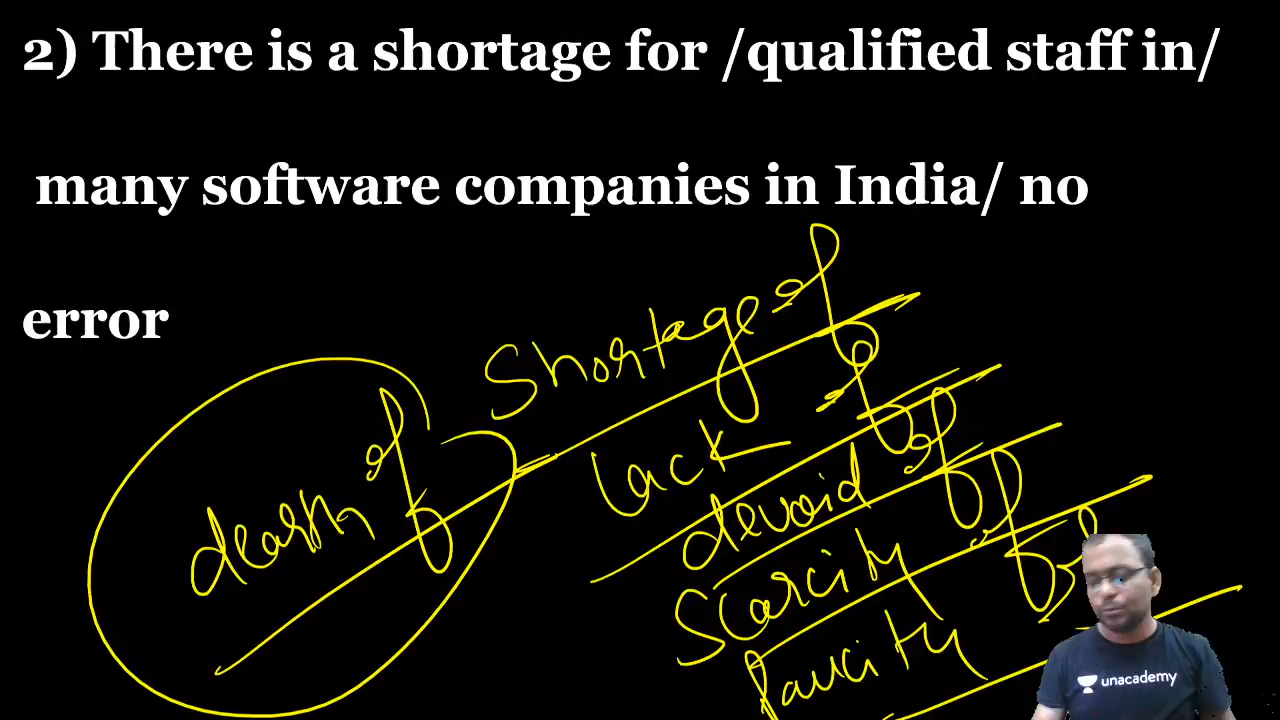 2) There is a shortage for /qualified staff in/
many software companies in India/ no
error
Shortage of
lack of
devoid of
dearth of
Scarcity of
Paucity of
unacademy